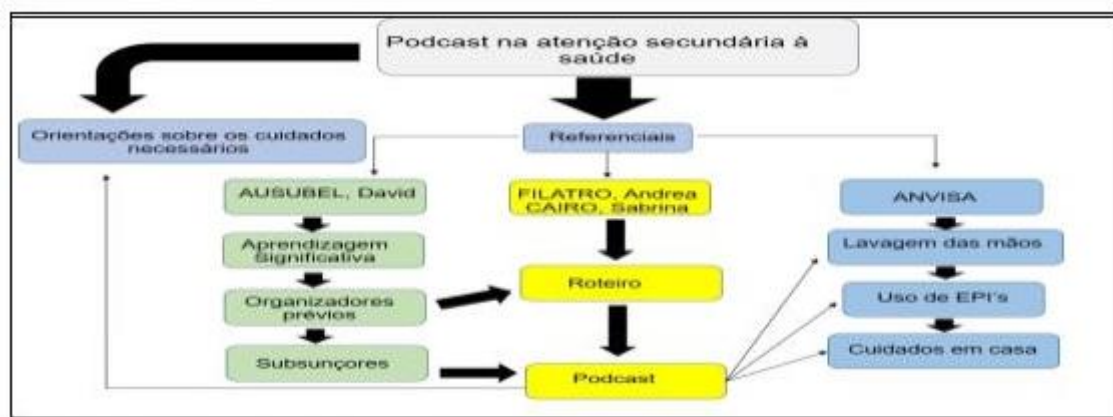 Podcast na atenção secundária à
saúde
Orientações sobre os cuidados
necessários
Referenciais
AUSUBEL, David
FILATRO, Andrea
CAIRO, Sabrina
ANVISA
Aprendizagem
Significativa
Lavagem das mãos
Organizadores
prévios
Roteiro
Uso de EPI's
Subsunçores
Podcast
Cuidados em casa